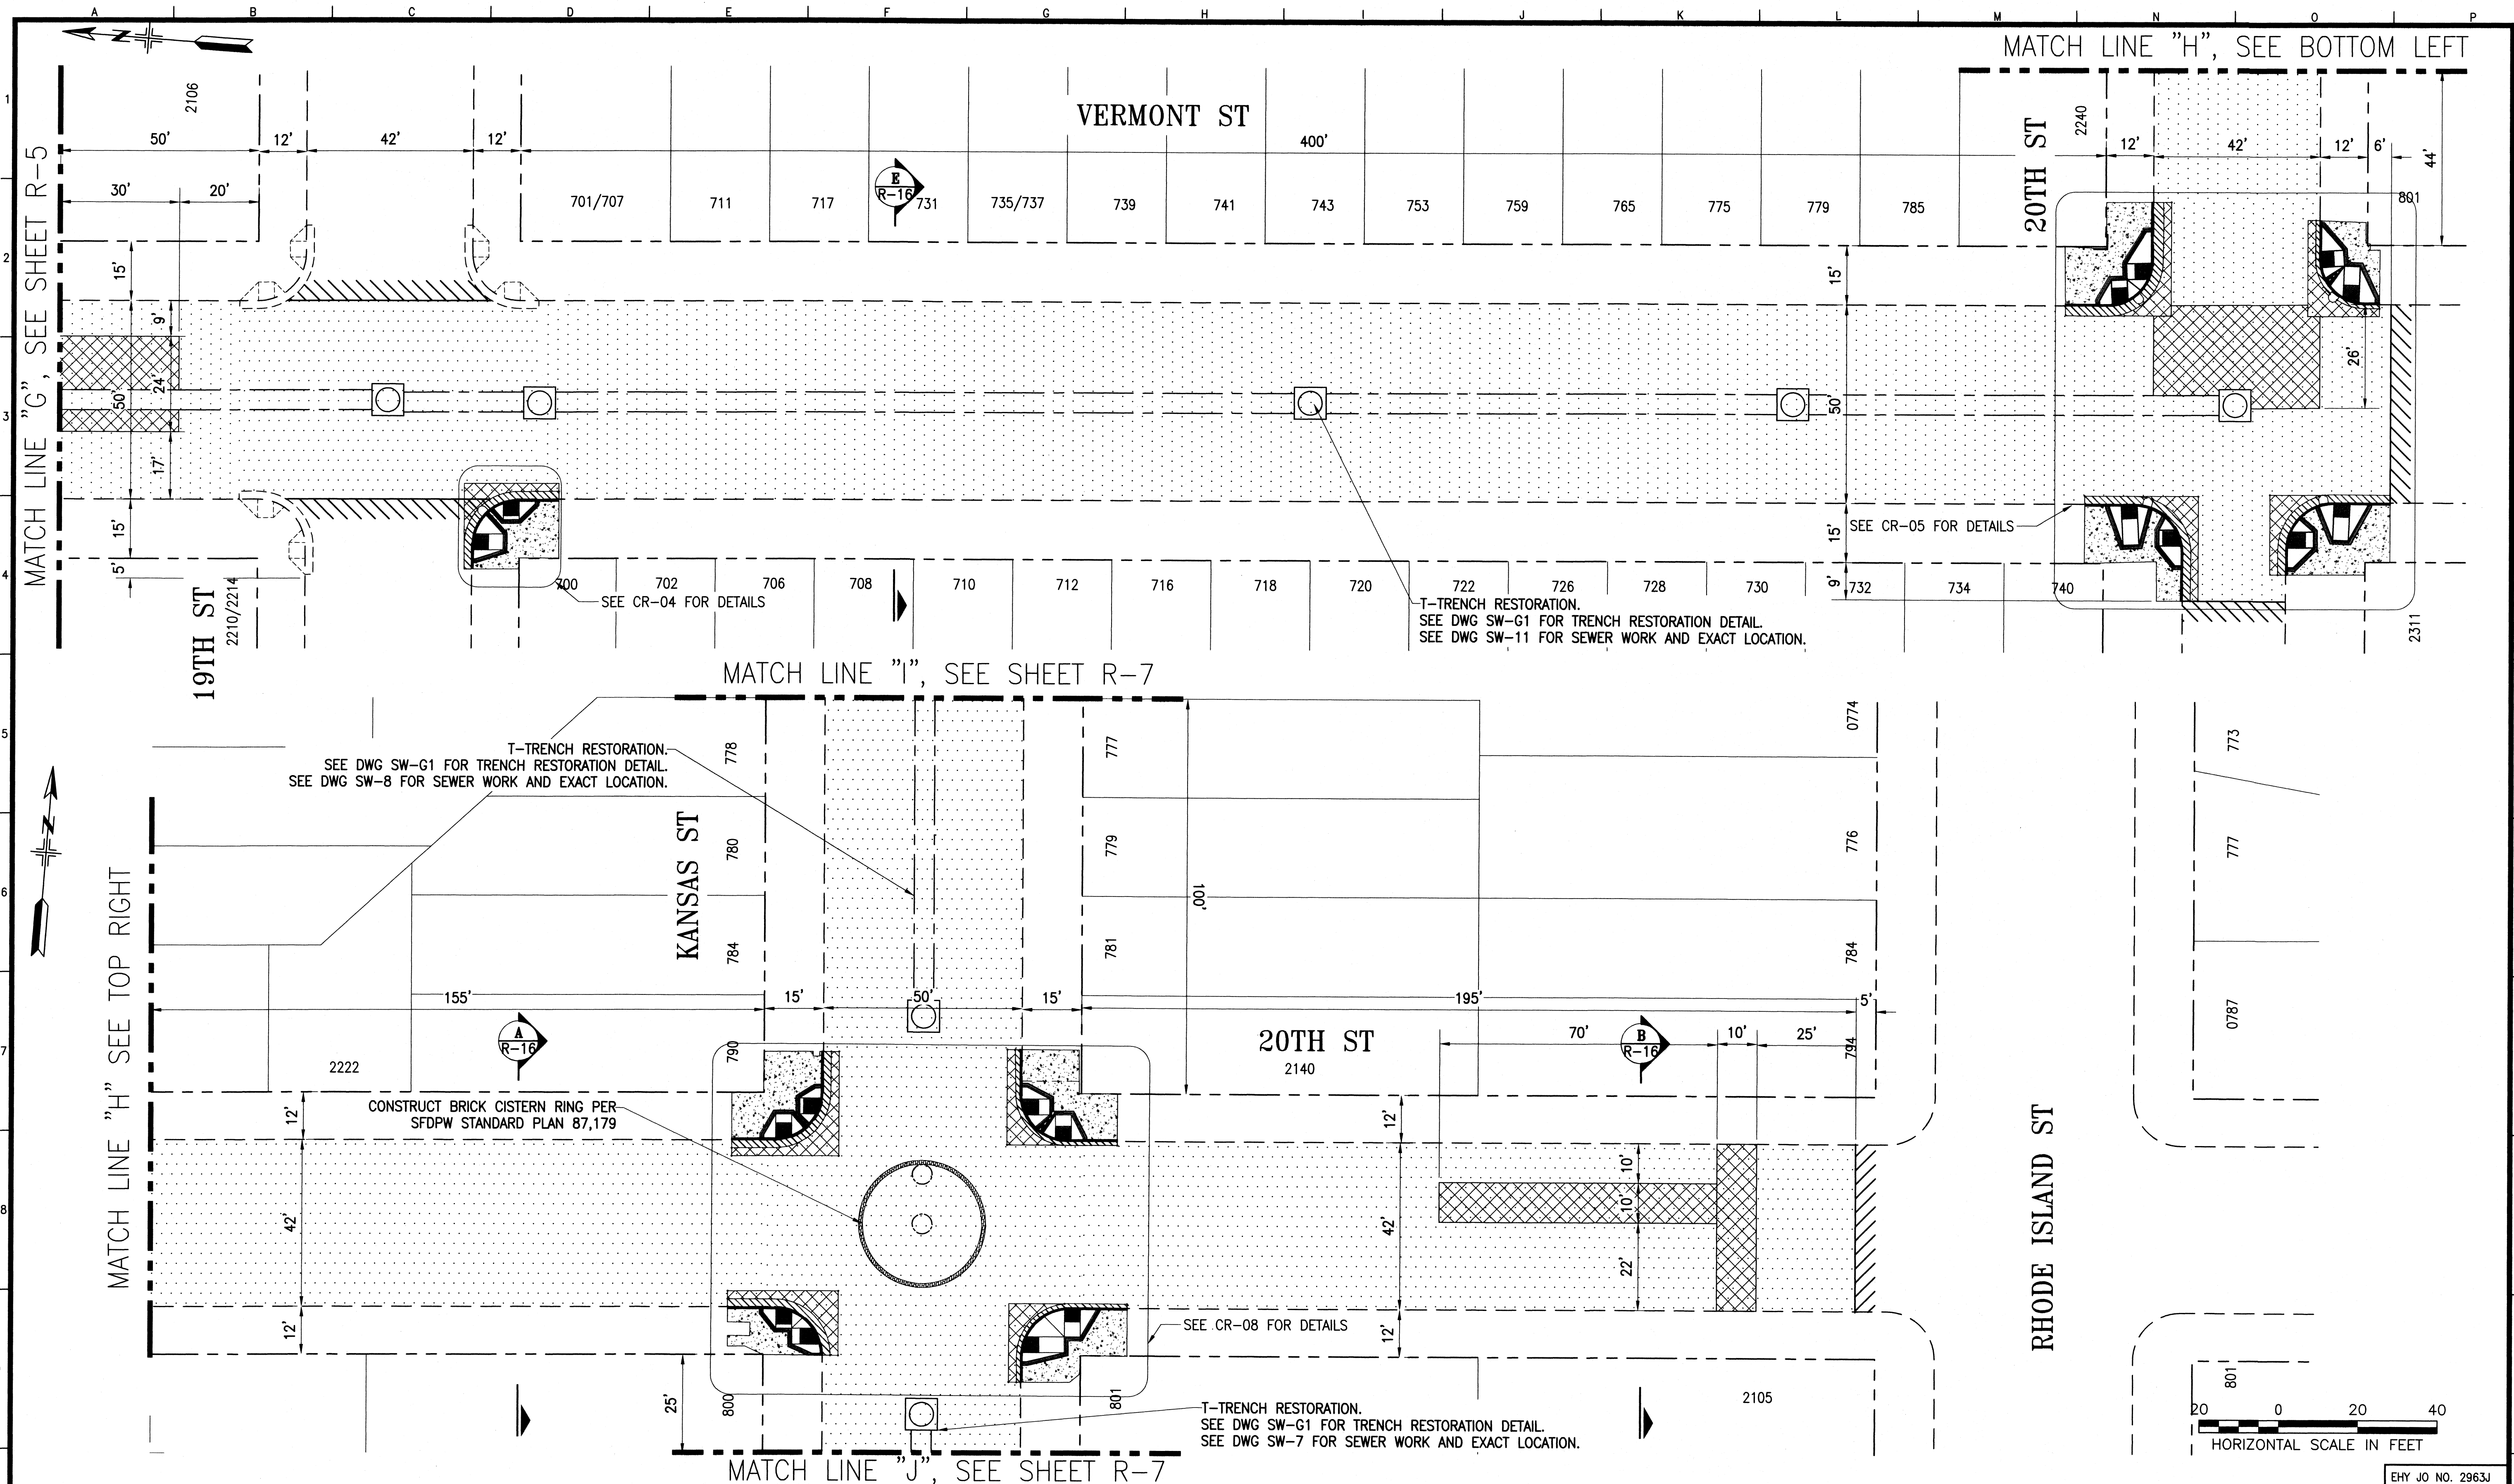 A B C D E F G H J K L M N O P
MATCH LINE "H", SEE BOTTOM LEFT
N
1
2
3
4
5
6
7
8
MATCH LINE "G", SEE SHEET R-5
2106
50' 12' 42' 12'
VERMONT ST
400'
20TH ST
2240
12' 42' 12' 6'
44'
30' 20'
E
R-16
701/707 711 717 731 735/737 739 741 743 753 759 765 775 779 785
801
15'
9'
24'
50'
17'
15'
5'
15'
50'
15'
9'
26'
19TH ST
2210/2214
SEE CR-04 FOR DETAILS
SEE CR-05 FOR DETAILS
700 702 706 708 710 712 716 718 720 722 726 728 730 732 734 740
2311
T-TRENCH RESTORATION.
SEE DWG SW-G1 FOR TRENCH RESTORATION DETAIL.
SEE DWG SW-11 FOR SEWER WORK AND EXACT LOCATION.
MATCH LINE "I", SEE SHEET R-7
T-TRENCH RESTORATION.
SEE DWG SW-G1 FOR TRENCH RESTORATION DETAIL.
SEE DWG SW-8 FOR SEWER WORK AND EXACT LOCATION.
N
MATCH LINE "H" SEE TOP RIGHT
KANSAS ST
778
780
784
790
777
779
781
100'
0774
776
784
794
773
777
0787
155' 15' 50' 15' 195' 5'
A
R-16
2222
20TH ST
2140
70' 10' 25'
B
R-16
CONSTRUCT BRICK CISTERN RING PER
SFDPW STANDARD PLAN 87,179
12'
42'
12'
12'
42'
12'
10'
10'
22'
RHODE ISLAND ST
SEE CR-08 FOR DETAILS
25'
800
801
2105
801
T-TRENCH RESTORATION.
SEE DWG SW-G1 FOR TRENCH RESTORATION DETAIL.
SEE DWG SW-7 FOR SEWER WORK AND EXACT LOCATION.
MATCH LINE "J", SEE SHEET R-7
20 0 20 40
HORIZONTAL SCALE IN FEET
EHY JO NO. 2963J